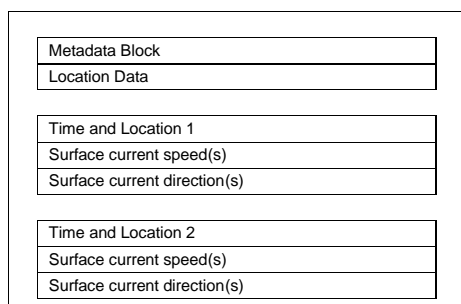 Metadata Block
Location Data
Time and Location 1
Surface current speed(s)
Surface current direction(s)
Time and Location 2
Surface current speed(s)
Surface current direction(s)